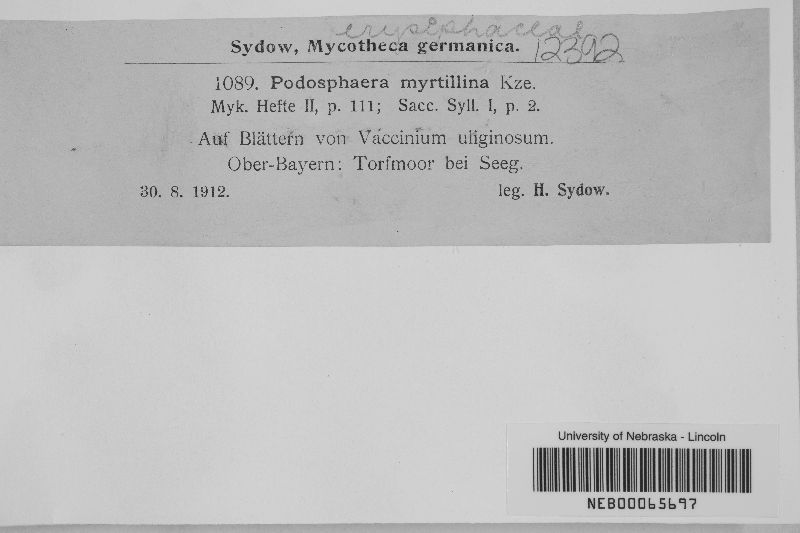 erysiphaceae
Sydow, Mycotheca germanica. 12392
1089. Podosphaera myrtillina Kze.
Myk. Hefte II, p. 111; Sacc. Syll. I, p. 2.
Auf Blättern von Vaccinium uliginosum.
Ober-Bayern: Torfmoor bei Seeg.
30. 8. 1912. leg. H. Sydow.
University of Nebraska - Lincoln
NEB00065697